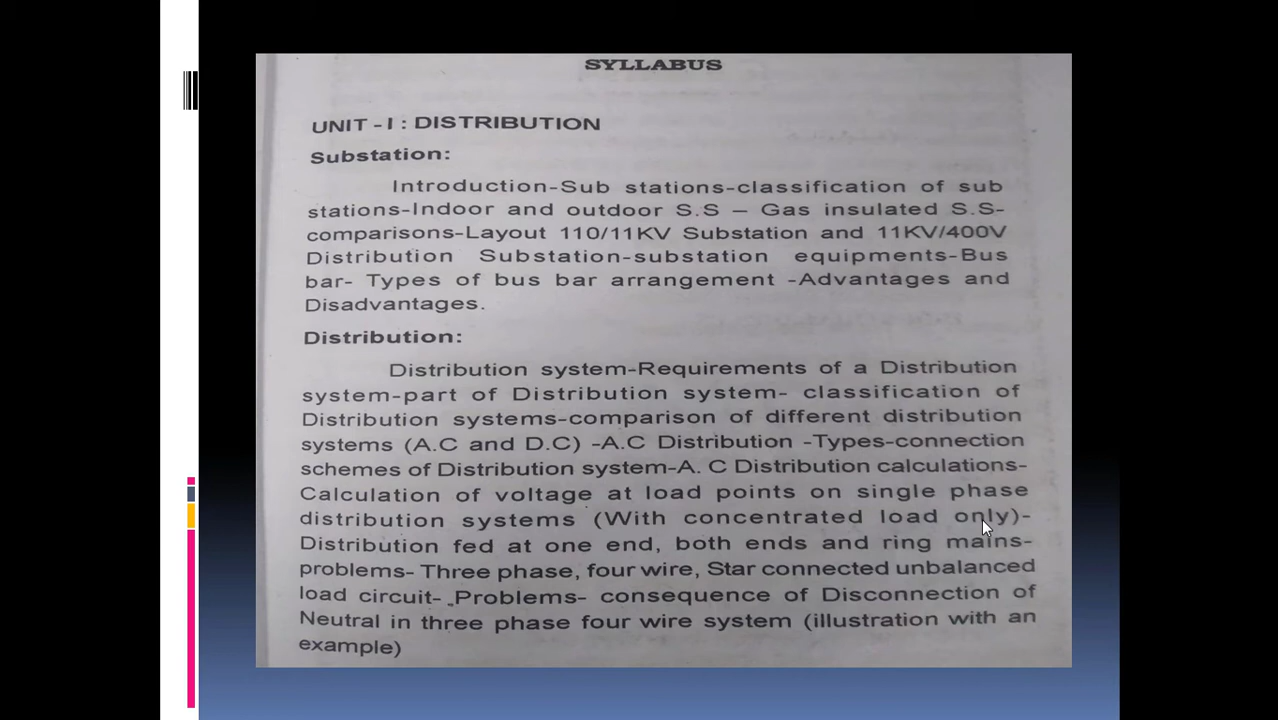 SYLLABUS
UNIT - I : DISTRIBUTION
Substation:
Introduction-Sub stations-classification of sub
stations-Indoor and outdoor S.S – Gas insulated S.S-
comparisons-Layout 110/11KV Substation and 11KV/400V
Distribution Substation-substation equipments-Bus
bar- Types of bus bar arrangement -Advantages and
Disadvantages.
Distribution:
Distribution system-Requirements of a Distribution
system-part of Distribution system- classification of
Distribution systems-comparison of different distribution
systems (A.C and D.C) -A.C Distribution -Types-connection
schemes of Distribution system-A. C Distribution calculations-
Calculation of voltage at load points on single phase
distribution systems (With concentrated load only)-
Distribution fed at one end, both ends and ring mains-
problems- Three phase, four wire, Star connected unbalanced
load circuit- Problems- consequence of Disconnection of
Neutral in three phase four wire system (illustration with an
example)